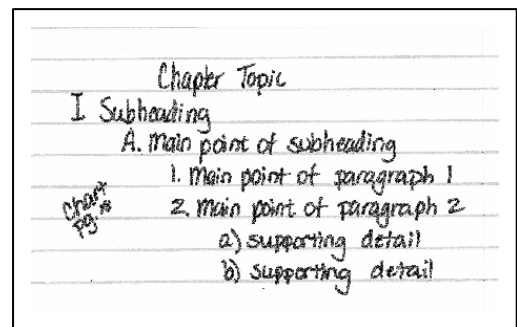 Chapter Topic
I Subheading
A. Main point of subheading
1. Main point of paragraph 1
2. Main point of paragraph 2
Chart
pg.
a) supporting detail
b) supporting detail